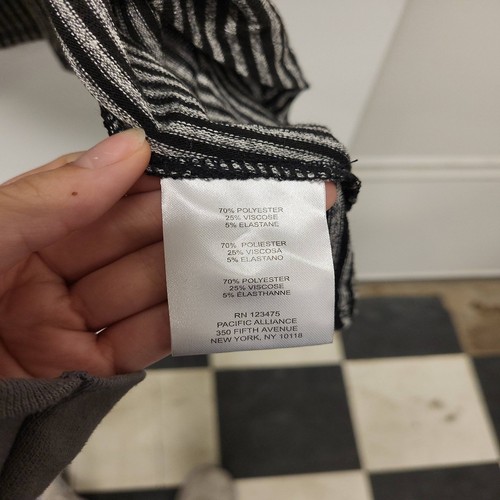 70% POLYESTER
25% VISCOSE
5% ELASTANE
70% POLIESTER
25% VISCOSA
5% ELASTANO
70% POLYESTER
25% VISCOSE
5% ELASTHANNE
RN 123475
PACIFIC ALLIANCE
350 FIFTH AVENUE
NEW YORK, NY 10118